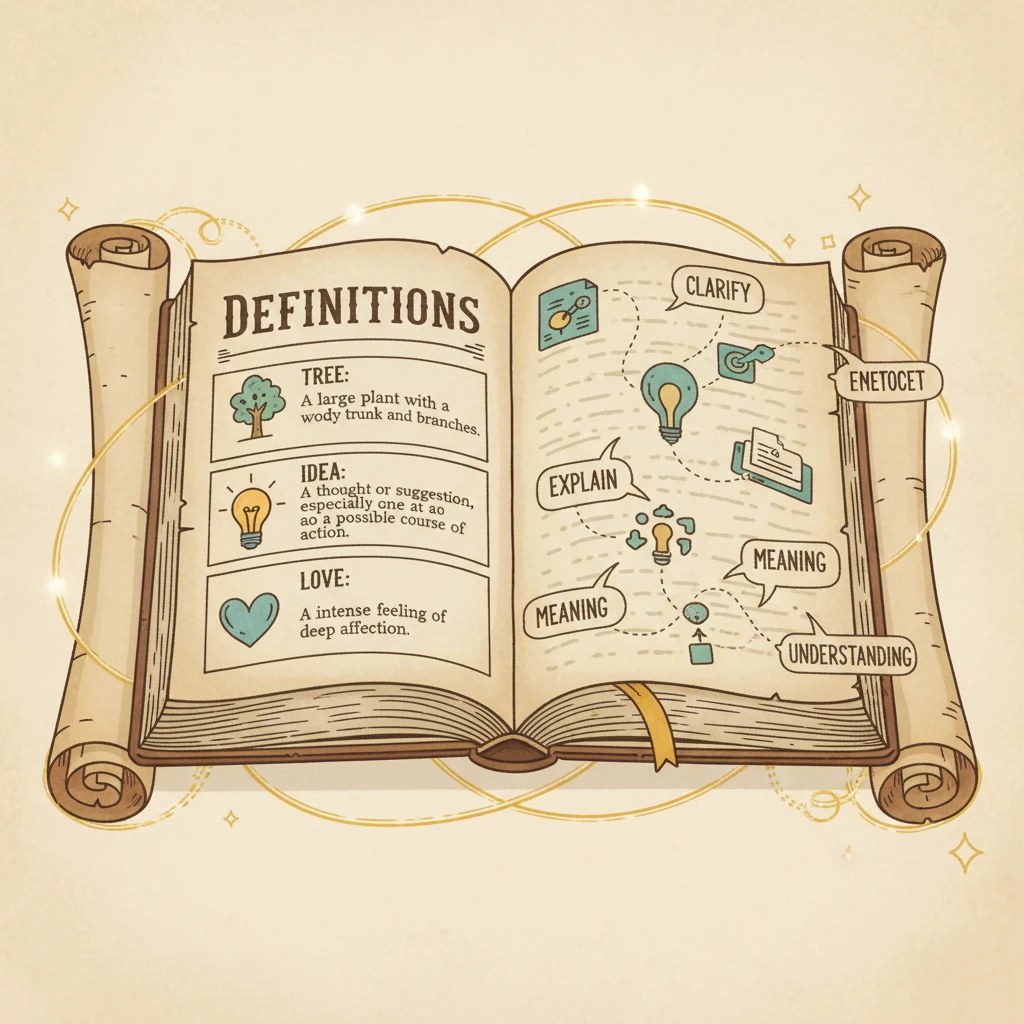 DEFINITIONS
TREE:
A large plant with a
wody trunk and branches.
IDEA:
A thought or suggestion,
especially one at ao
ao a possible course of
action.
LOVE:
A intense feeling of
deep affection.
CLARIFY
ENETOCET
EXPLAIN
MEANING
MEANING
UNDERSTANDING